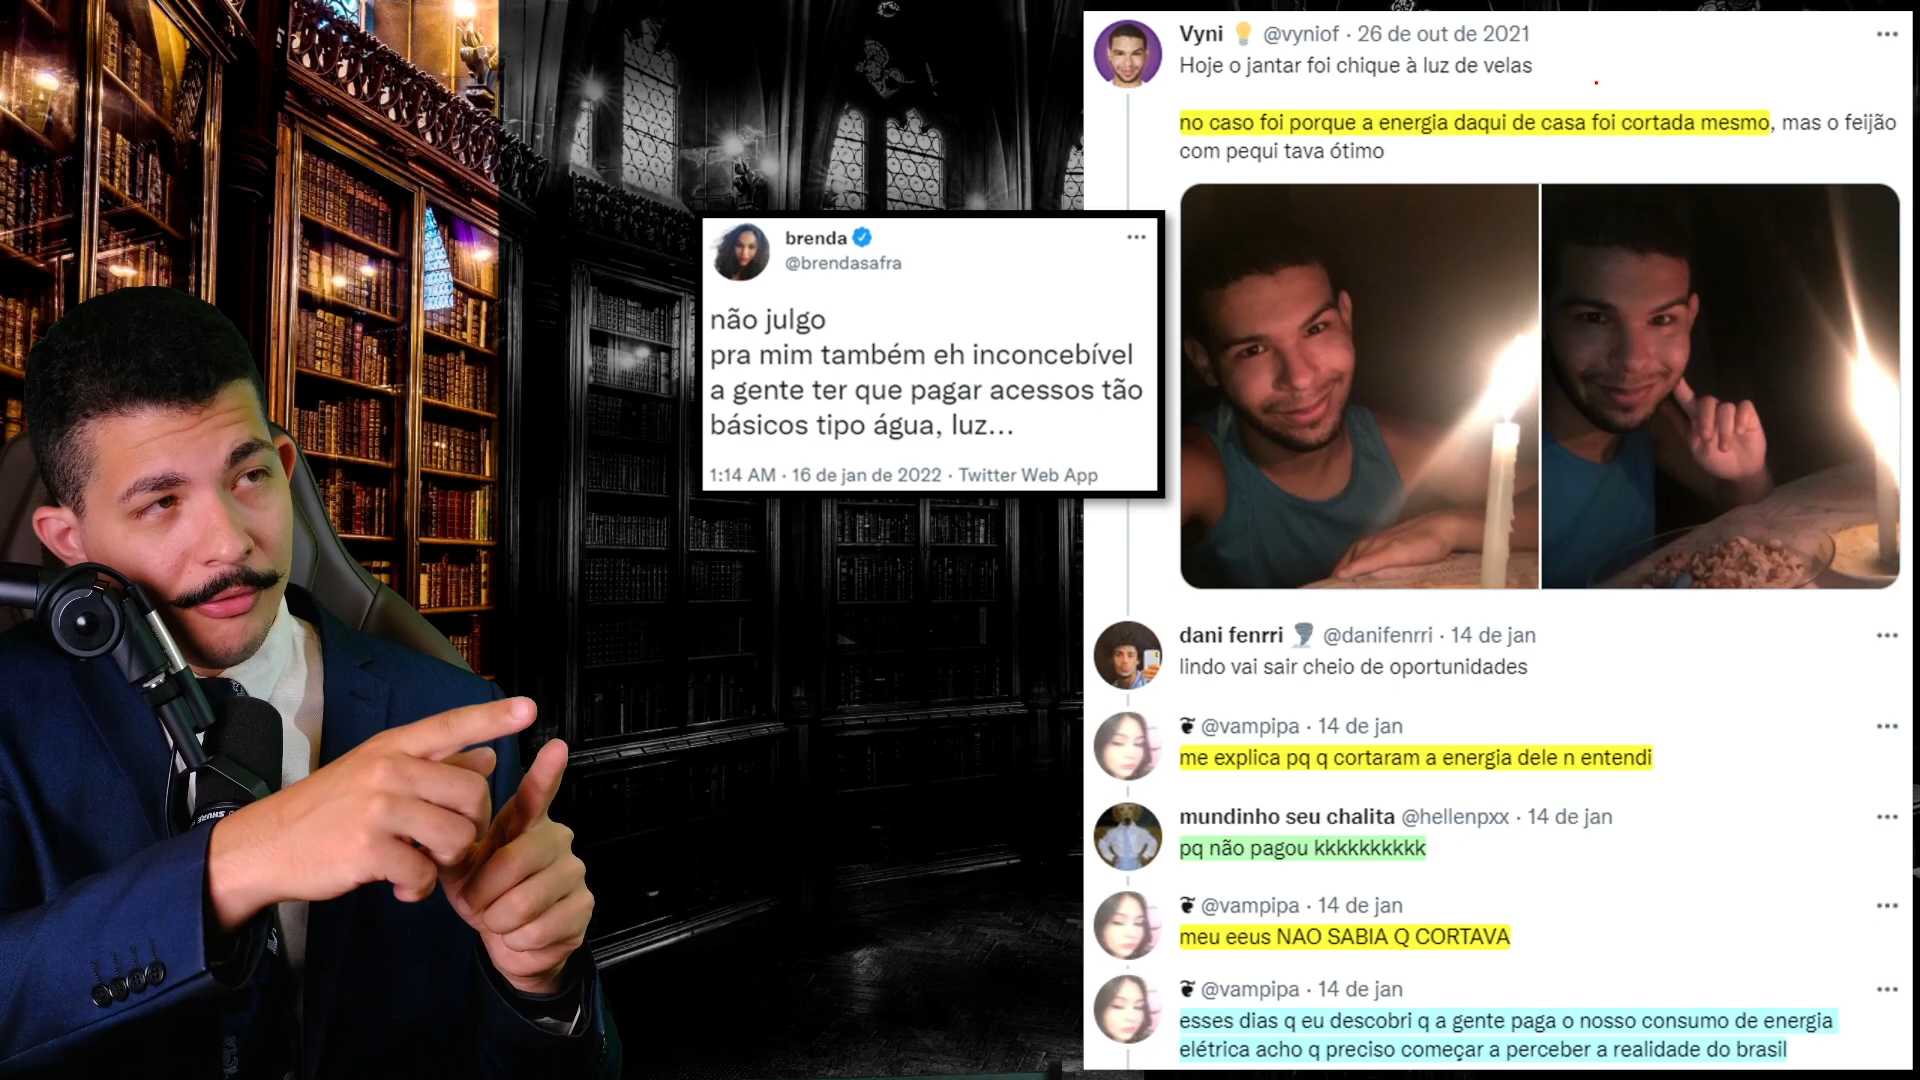 brenda
@brendasafra
não julgo
pra mim também eh inconcebível
a gente ter que pagar acessos tão
básicos tipo água, luz...
1:14 AM · 16 de jan de 2022 · Twitter Web App
Vyni 💡 @vyniof · 26 de out de 2021
Hoje o jantar foi chique à luz de velas
no caso foi porque a energia daqui de casa foi cortada mesmo, mas o feijão
com pequi tava ótimo
dani fenrri 🌪️ @danifenrri · 14 de jan
lindo vai sair cheio de oportunidades
@vampipa · 14 de jan
me explica pq q cortaram a energia dele n entendi
mundinho seu chalita @hellenpxx · 14 de jan
pq não pagou kkkkkkkkkk
@vampipa · 14 de jan
meu eeus NAO SABIA Q CORTAVA
@vampipa · 14 de jan
esses dias q eu descobri q a gente paga o nosso consumo de energia
elétrica acho q preciso começar a perceber a realidade do brasil
SHURE